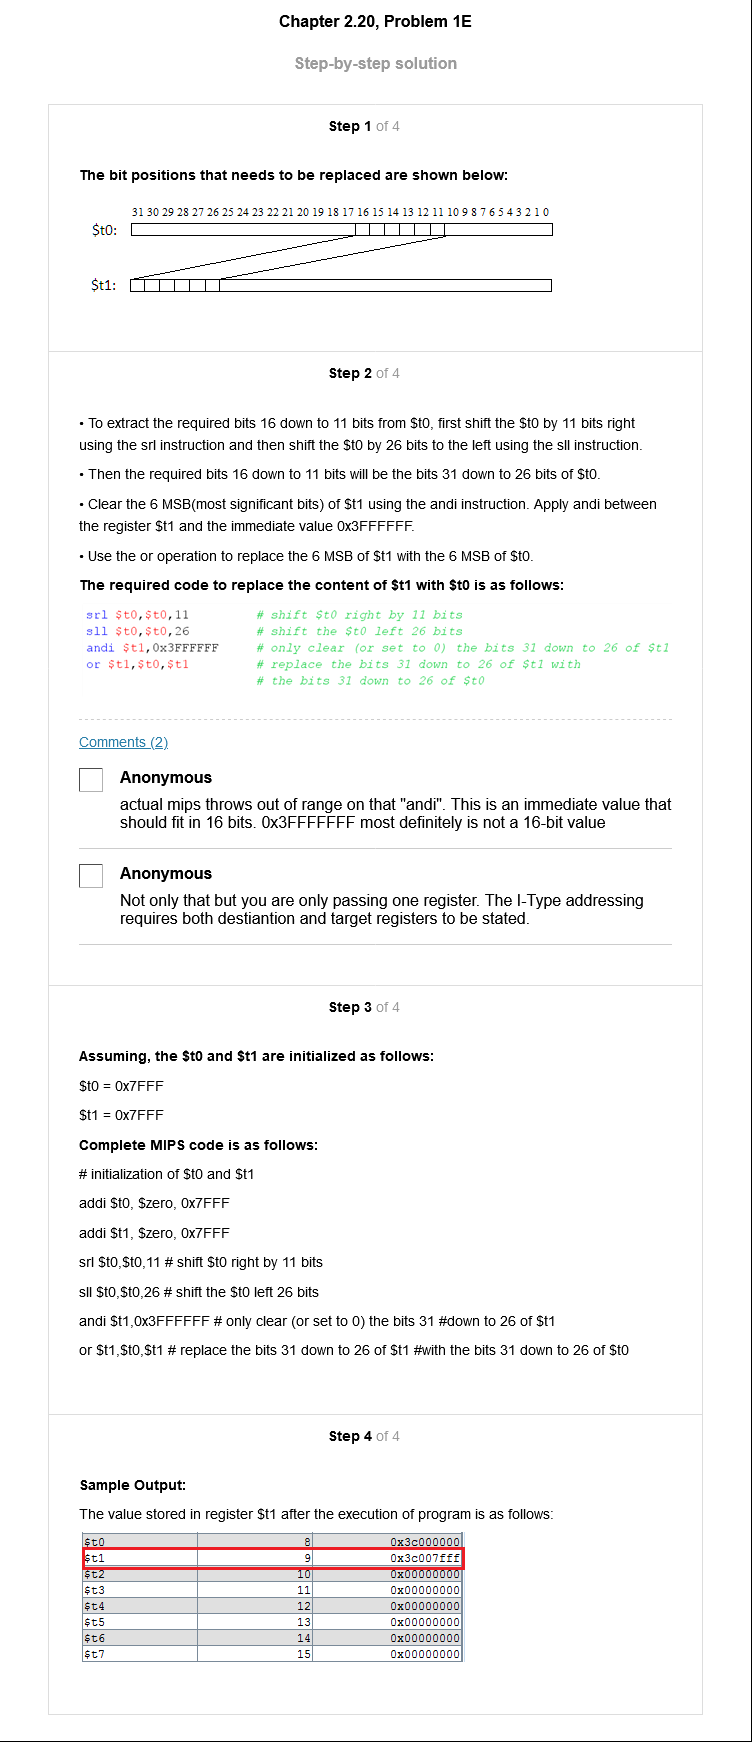 Chapter 2.20, Problem 1E
Step-by-step solution
Step 1 of 4
The bit positions that needs to be replaced are shown below:
31 30 29 28 27 26 25 24 23 22 21 20 19 18 17 16 15 14 13 12 11 10 9 8 7 6 5 4 3 2 1 0
$t0:
$t1:
Step 2 of 4
• To extract the required bits 16 down to 11 bits from $t0, first shift the $t0 by 11 bits right
using the srl instruction and then shift the $t0 by 26 bits to the left using the sll instruction.
• Then the required bits 16 down to 11 bits will be the bits 31 down to 26 bits of $t0.
• Clear the 6 MSB(most significant bits) of $t1 using the andi instruction. Apply andi between
the register $t1 and the immediate value 0x3FFFFFF.
• Use the or operation to replace the 6 MSB of $t1 with the 6 MSB of $t0.
The required code to replace the content of $t1 with $t0 is as follows:
srl $t0,$t0,11 # shift $t0 right by 11 bits
sll $t0,$t0,26 # shift the $t0 left 26 bits
andi $t1,0x3FFFFFF # only clear (or set to 0) the bits 31 down to 26 of $t1
or $t1,$t0,$t1 # replace the bits 31 down to 26 of $t1 with
# the bits 31 down to 26 of $t0
Comments (2)
Anonymous
actual mips throws out of range on that "andi". This is an immediate value that
should fit in 16 bits. 0x3FFFFFFF most definitely is not a 16-bit value
Anonymous
Not only that but you are only passing one register. The I-Type addressing
requires both destiantion and target registers to be stated.
Step 3 of 4
Assuming, the $t0 and $t1 are initialized as follows:
$t0 = 0x7FFF
$t1 = 0x7FFF
Complete MIPS code is as follows:
# initialization of $t0 and $t1
addi $t0, $zero, 0x7FFF
addi $t1, $zero, 0x7FFF
srl $t0,$t0,11 # shift $t0 right by 11 bits
sll $t0,$t0,26 # shift the $t0 left 26 bits
andi $t1,0x3FFFFFF # only clear (or set to 0) the bits 31 #down to 26 of $t1
or $t1,$t0,$t1 # replace the bits 31 down to 26 of $t1 #with the bits 31 down to 26 of $t0
Step 4 of 4
Sample Output:
The value stored in register $t1 after the execution of program is as follows:
$t0 8 0x3c000000
$t1 9 0x3c007fff
$t2 10 0x00000000
$t3 11 0x00000000
$t4 12 0x00000000
$t5 13 0x00000000
$t6 14 0x00000000
$t7 15 0x00000000